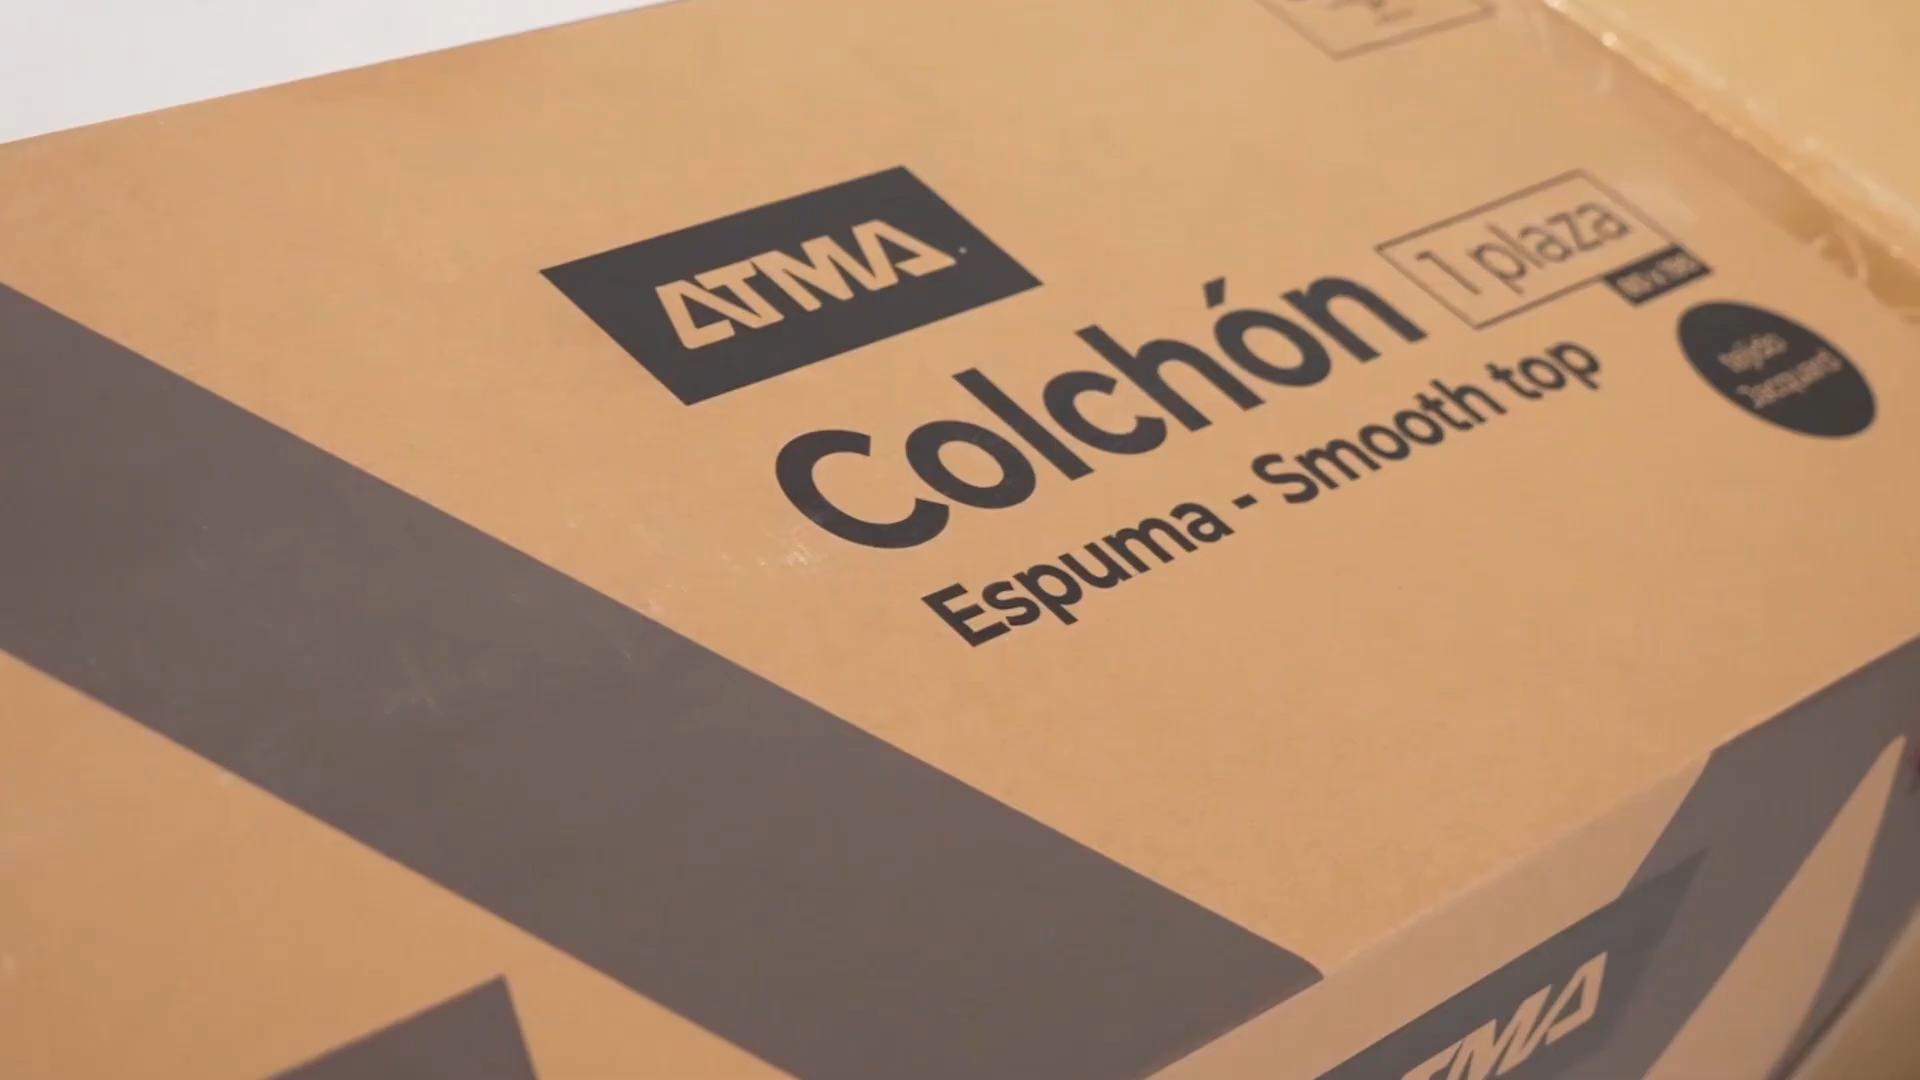 ATMA
Colchón
1 plaza
Espuma - Smooth top
tejido
Jacquard
ATMA